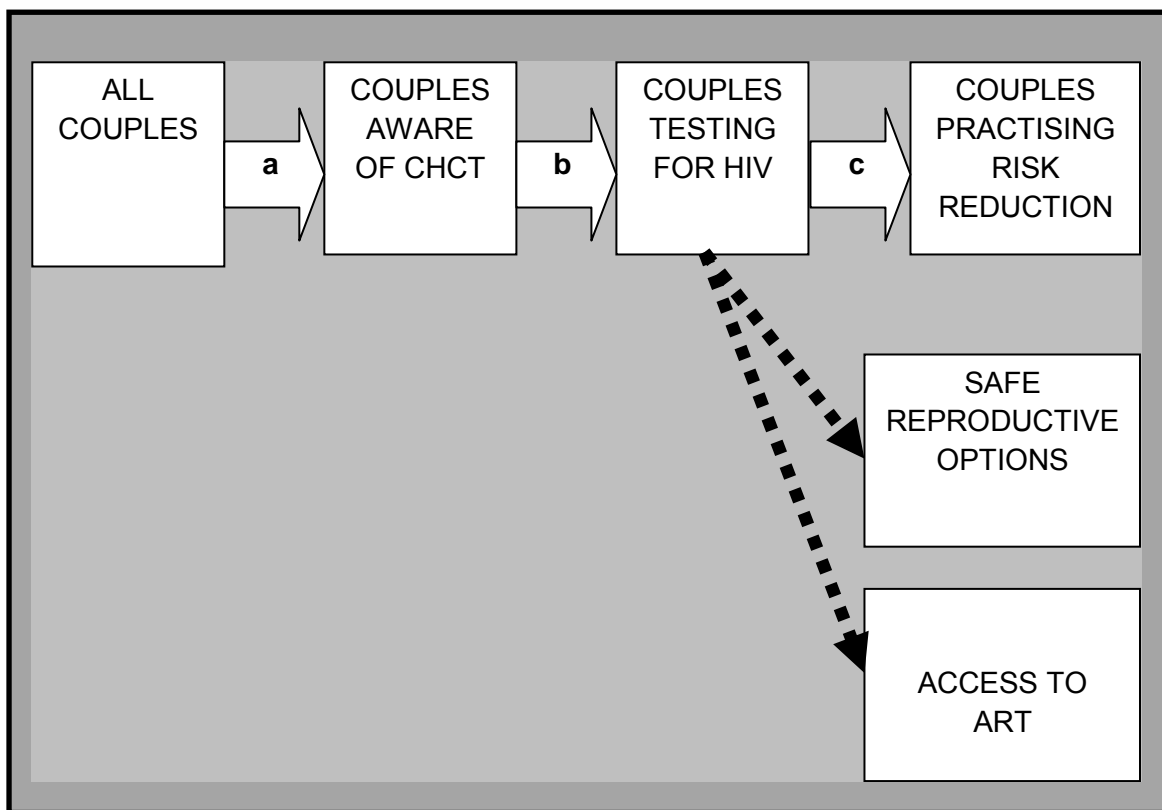 ALL
COUPLES
a
COUPLES
AWARE
OF CHCT
b
COUPLES
TESTING
FOR HIV
c
COUPLES
PRACTISING
RISK
REDUCTION
SAFE
REPRODUCTIVE
OPTIONS
ACCESS TO
ART